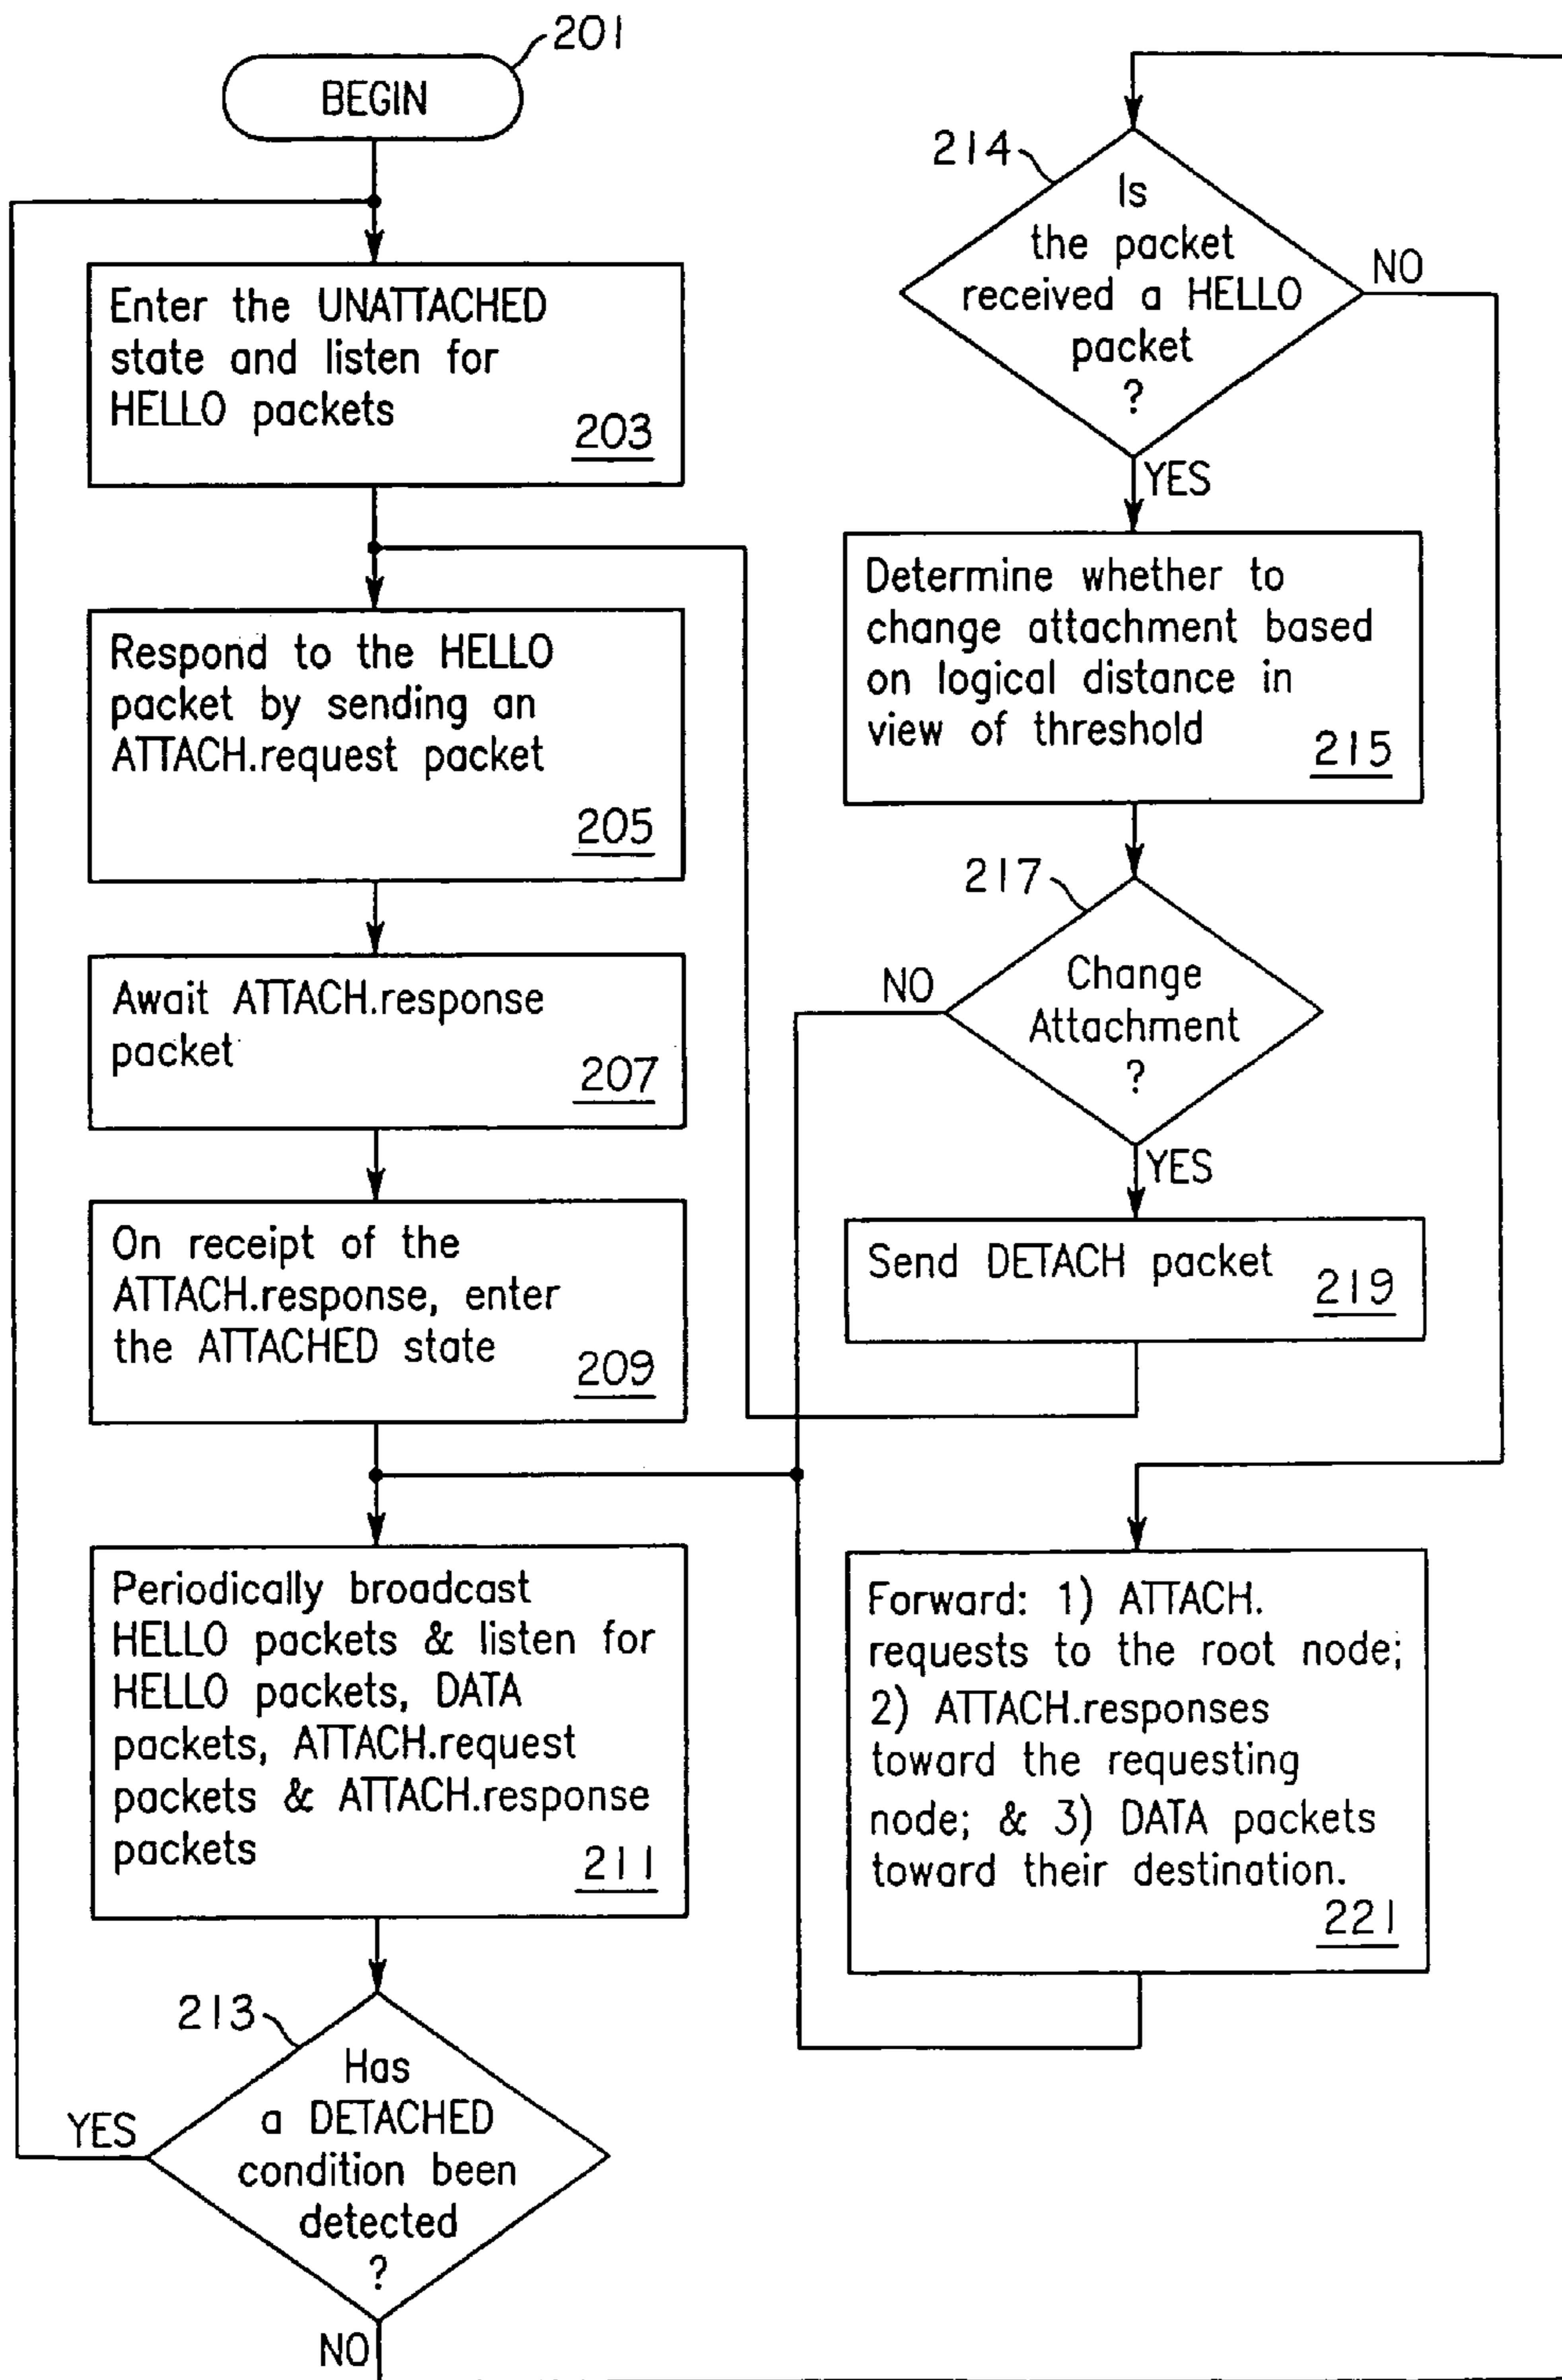 201
BEGIN
Enter the UNATTACHED
state and listen for
HELLO packets
203
Respond to the HELLO
packet by sending an
ATTACH.request packet
205
Await ATTACH.response
packet
207
On receipt of the
ATTACH.response, enter
the ATTACHED state
209
Periodically broadcast
HELLO packets & listen for
HELLO packets, DATA
packets, ATTACH.request
packets & ATTACH.response
packets
211
213
Has
a DETACHED
condition been
detected
?
YES
NO
214
Is
the packet
received a HELLO
packet
?
NO
YES
Determine whether to
change attachment based
on logical distance in
view of threshold
215
217
Change
Attachment
?
NO
YES
Send DETACH packet
219
Forward: 1) ATTACH.
requests to the root node;
2) ATTACH.responses
toward the requesting
node; & 3) DATA packets
toward their destination.
221